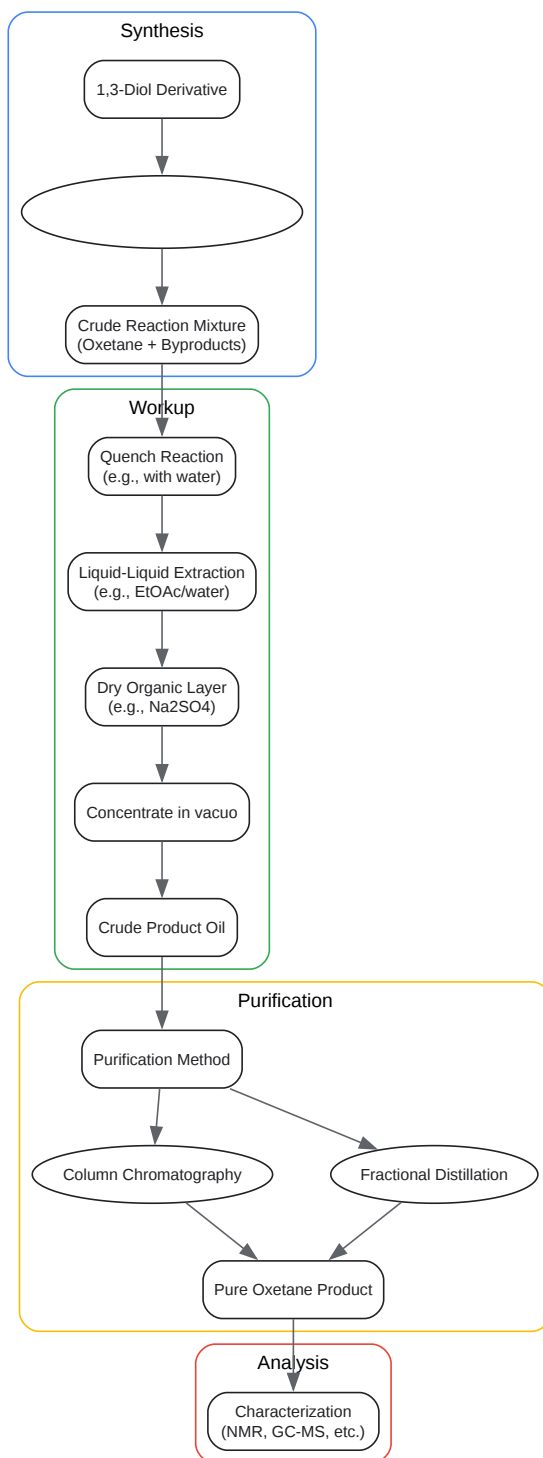 Synthesis
1,3-Diol Derivative
Crude Reaction Mixture
(Oxetane + Byproducts)
Workup
Quench Reaction
(e.g., with water)
Liquid-Liquid Extraction
(e.g., EtOAc/water)
Dry Organic Layer
(e.g., Na2SO4)
Concentrate in vacuo
Crude Product Oil
Purification
Purification Method
Column Chromatography
Fractional Distillation
Pure Oxetane Product
Analysis
Characterization
(NMR, GC-MS, etc.)